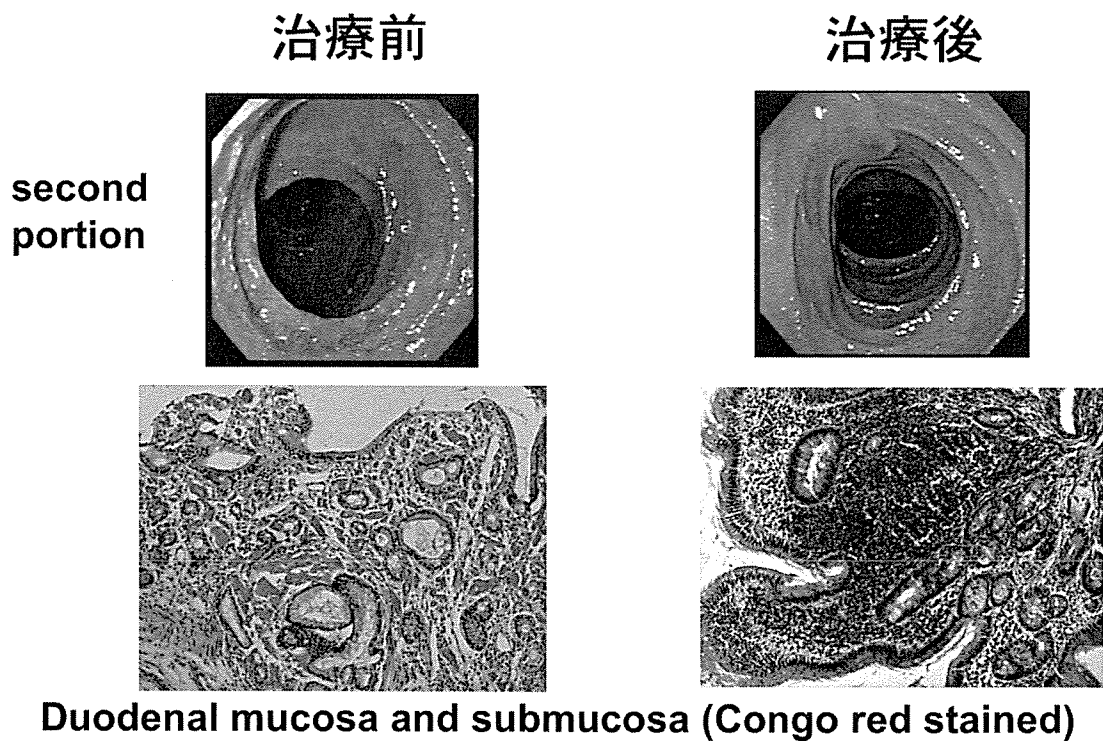 治療前
治療後
second
portion
Duodenal mucosa and submucosa (Congo red stained)